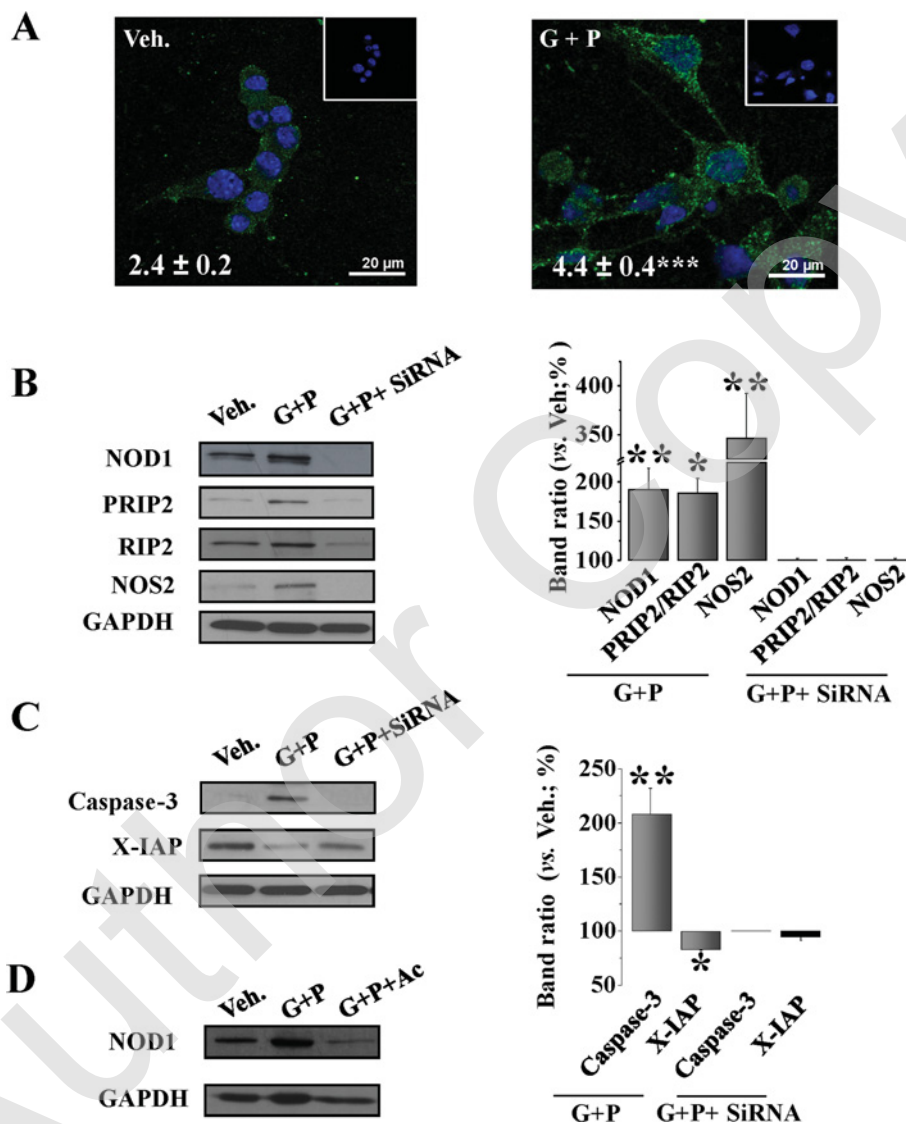 A
Veh.
2.4 ± 0.2
20 µm
G + P
4.4 ± 0.4***
20 µm
B
Veh.
G+P
G+P+ SiRNA
NOD1
PRIP2
RIP2
NOS2
GAPDH
Band ratio (vs. Veh;%)
400
350
200
150
100
**
*
**
NOD1
PRIP2/RIP2
NOS2
NOD1
PRIP2/RIP2
NOS2
G+P
G+P+ SiRNA
C
Veh.
G+P
G+P+SiRNA
Caspase-3
X-IAP
GAPDH
Band ratio (vs. Veh.; %)
250
200
150
100
50
**
*
Caspase-3
X-IAP
Caspase-3
X-IAP
G+P
G+P+ SiRNA
D
Veh.
G+P
G+P+Ac
NOD1
GAPDH
Author Copy